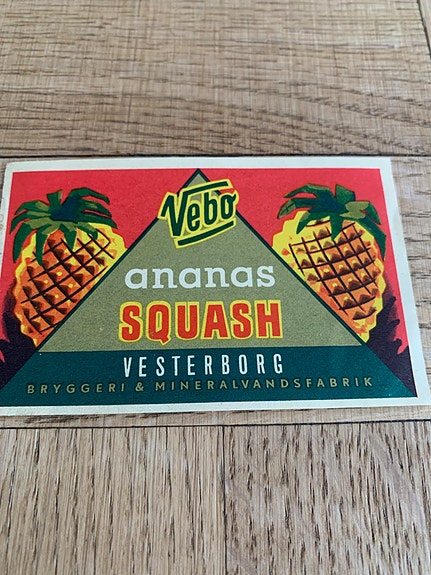 Vebo
ananas
SQUASH
VESTERBORG
BRYGGERI & MINERALVANDSFABRIK